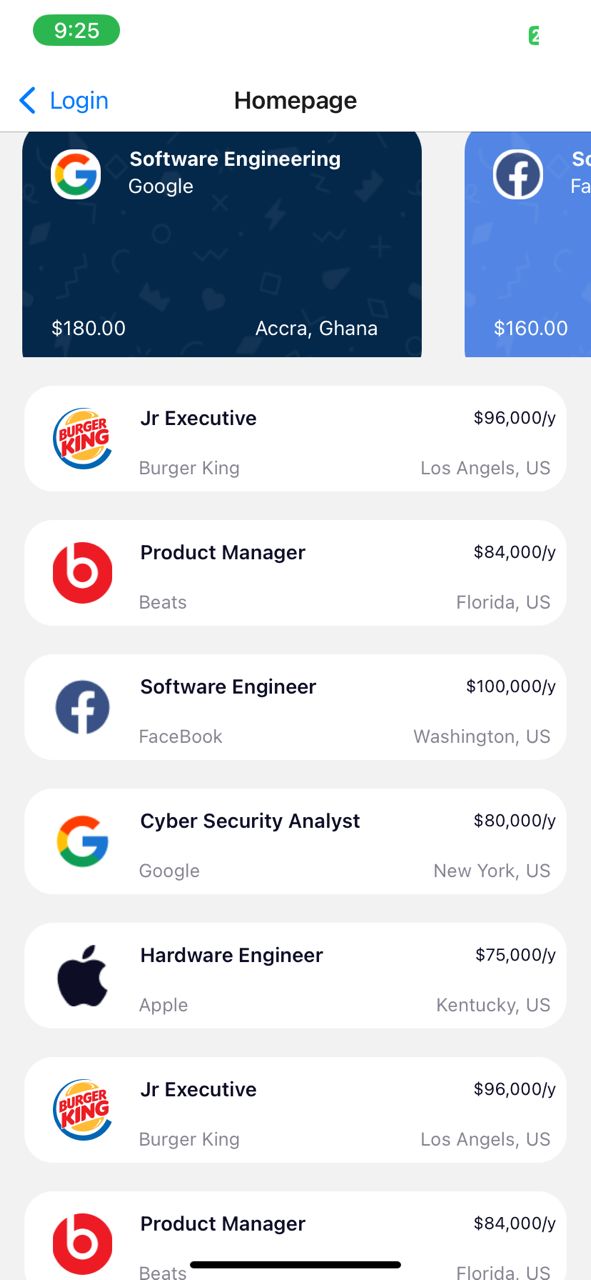 9:25
Login
Homepage
Software Engineering
Google
$180.00
Accra, Ghana
$160.00
BURGER KING
Jr Executive
$96,000/y
Burger King
Los Angels, US
Product Manager
$84,000/y
Beats
Florida, US
Software Engineer
$100,000/y
FaceBook
Washington, US
Cyber Security Analyst
$80,000/y
Google
New York, US
Hardware Engineer
$75,000/y
Apple
Kentucky, US
BURGER KING
Jr Executive
$96,000/y
Burger King
Los Angels, US
Product Manager
$84,000/y
Beats
Florida, US